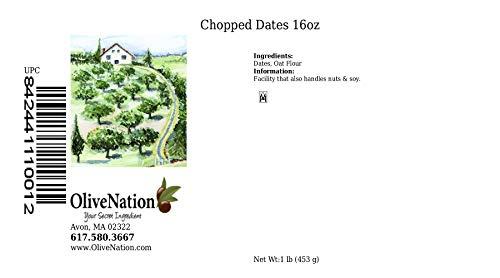 Chopped Dates 16oz
Ingredients:
Dates, Oat Flour
Information:
Facility that also handles nuts & soy.
UPC
842441110012
OliveNation
Your Secret Ingredient
Avon, MA 02322
617.580.3667
www.OliveNation.com
Net Wt:1 lb (453 g)